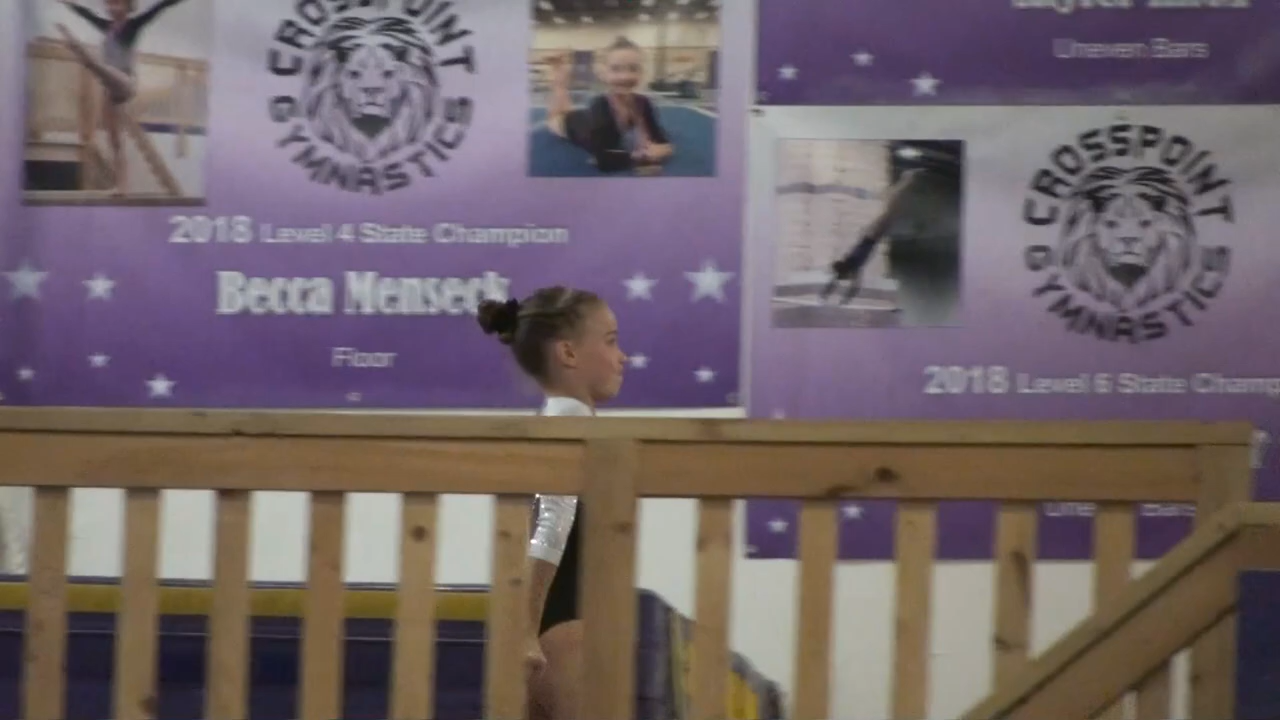 CROSSPOINT
GYMNASTICS
2018 Level 4 State Champion
Becca Menseck
Floor
Uneven Bars
CROSSPOINT
GYMNASTICS
2018 Level 6 State Champ
Bars